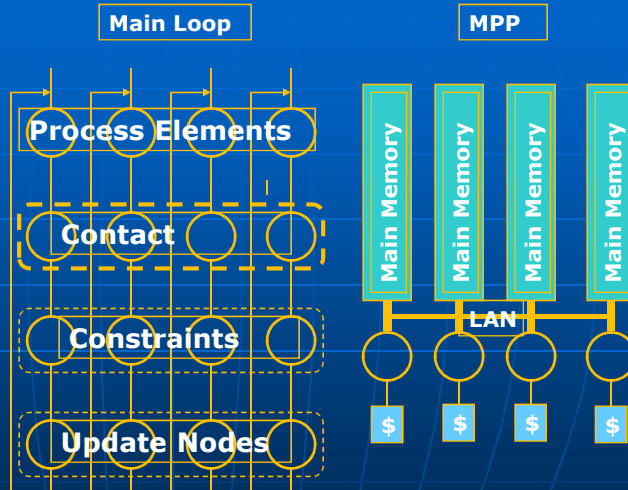 Main Loop
MPP
Process Elements
Contact
Constraints
Update Nodes
Main Memory
Main Memory
Main Memory
Main Memory
LAN
$
$
$
$